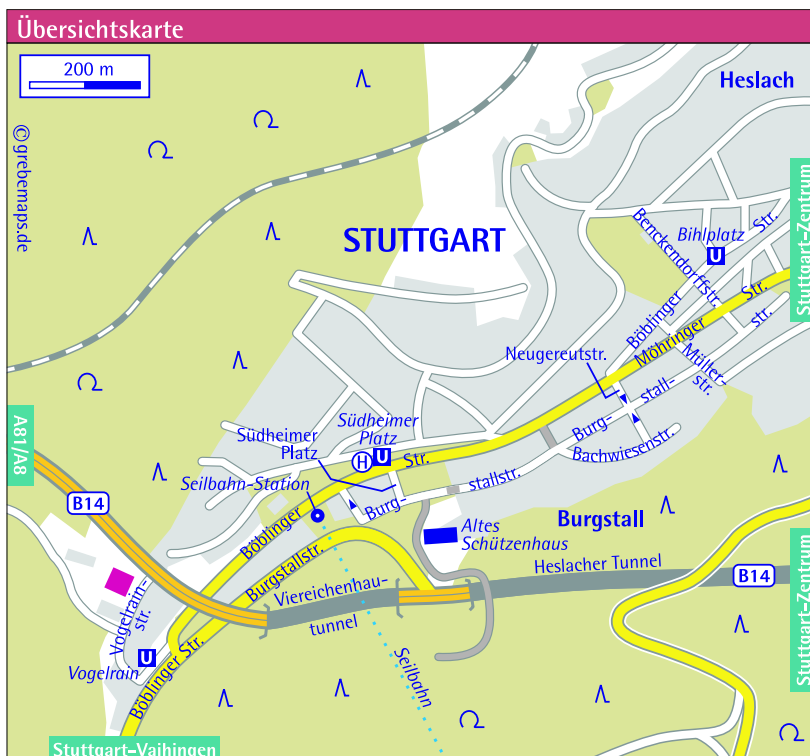 Übersichtskarte
200 m
Heslach
© grebemaps.de
STUTTGART
Bihlplatz
U
Benckendorffstr.
Böblinger
Str.
Stuttgart-Zentrum
Möhringer
Str.
Neugereutstr.
Müller-
str.
Burg-
stall-
str.
Bachwiesenstr.
A81/A8
B14
Südheimer
Platz
H
U
Südheimer
Platz
Seilbahn-Station
Böblinger
Str.
Burg-
stallstr.
Burgstall
Altes
Schützenhaus
Burgstallstr.
Viereichenhau-
tunnel
Heslacher Tunnel
B14
Stuttgart-Zentrum
Vogelrain-
str.
U
Vogelrain
Böblinger Str.
Seilbahn
Stuttgart-Vaihingen